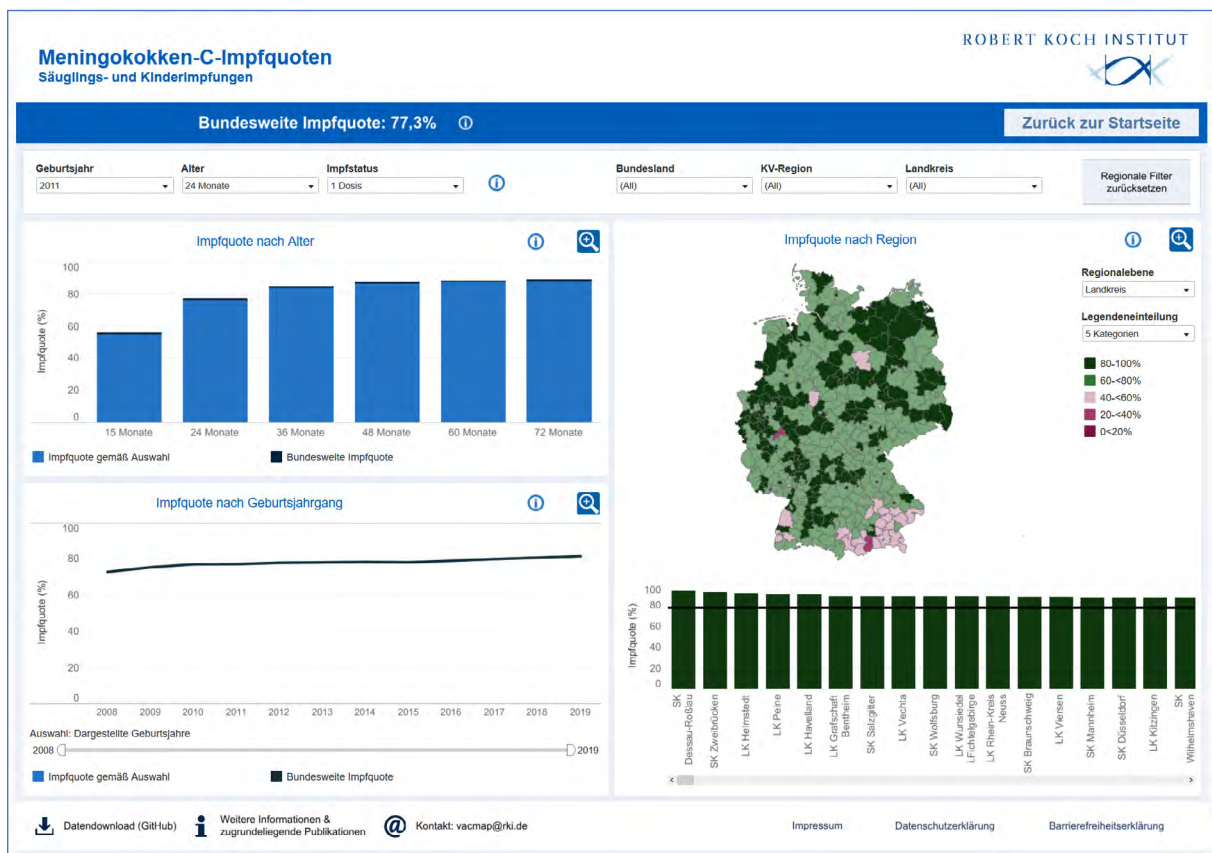 ROBERT KOCH INSTITUT
Meningokokken-C-Impfquoten
Säuglings- und Kinderimpfungen
Bundesweite Impfquote: 77,3%
Zurück zur Startseite
Geburtsjahr
2011
Alter
24 Monate
Impfstatus
1 Dosis
Bundesland
(All)
KV-Region
(All)
Landkreis
(All)
Regionale Filter
zurücksetzen
Impfquote nach Alter
Impfquote (%)
100
80
60
40
20
0
15 Monate
24 Monate
36 Monate
48 Monate
60 Monate
72 Monate
Impfquote gemäß Auswahl
Bundesweite Impfquote
Impfquote nach Geburtsjahrgang
Impfquote (%)
100
80
60
40
20
0
2008
2009
2010
2011
2012
2013
2014
2015
2016
2017
2018
2019
Auswahl: Dargestellte Geburtsjahre
2008
2019
Impfquote gemäß Auswahl
Bundesweite Impfquote
Impfquote nach Region
Regionalebene
Landkreis
Legendeneinteilung
5 Kategorien
80-100%
60-<80%
40-<60%
20-<40%
0<20%
Impfquote (%)
100
80
60
40
20
0
SK
Dessau-Roßlau
SK Zweibrücken
LK Helmstedt
LK Peine
LK Havelland
LK Grafschaft
Bentheim
SK Salzgitter
LK Vechta
SK Wolfsburg
LK Wunsiedel
i.Fichtelgebirge
LK Rhein-Kreis
Neuss
SK Braunschweig
LK Viersen
SK Mannheim
SK Düsseldorf
LK Kitzingen
SK
Wilhelmshaven
Datendownload (GitHub)
Weitere Informationen &
zugrundeliegende Publikationen
Kontakt: vacmap@rki.de
Impressum
Datenschutzerklärung
Barrierefreiheitserklärung